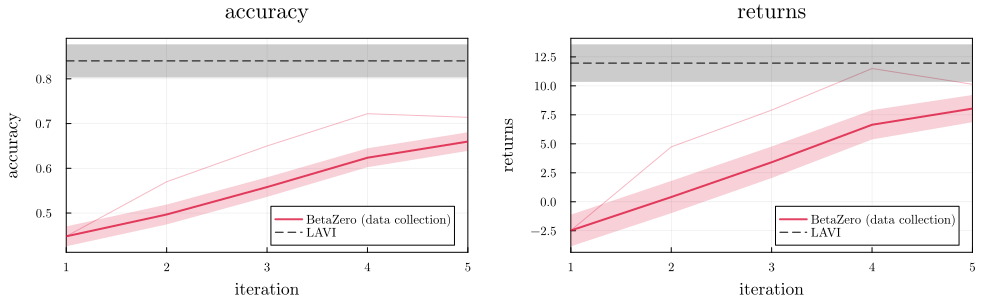 accuracy
accuracy
0.8
0.7
0.6
0.5
BetaZero (data collection)
LAVI
1 2 3 4 5
iteration
returns
returns
12.5
10.0
7.5
5.0
2.5
0.0
−2.5
BetaZero (data collection)
LAVI
1 2 3 4 5
iteration